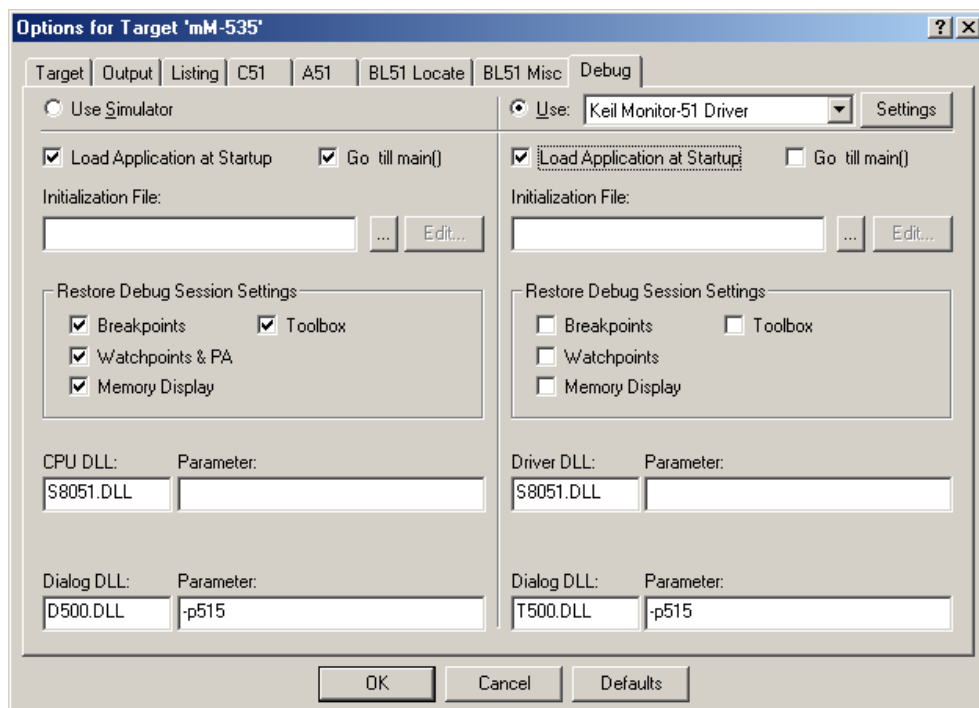 Options for Target 'mM-535'
Target Output Listing C51 A51 BL51 Locate BL51 Misc Debug
Use Simulator
Use: Keil Monitor-51 Driver Settings
Load Application at Startup Go till main()
Load Application at Startup Go till main()
Initialization File:
Initialization File:
... Edit...
... Edit...
Restore Debug Session Settings
Breakpoints Toolbox
Watchpoints & PA
Memory Display
Restore Debug Session Settings
Breakpoints Toolbox
Watchpoints
Memory Display
CPU DLL: Parameter:
S8051.DLL
Driver DLL: Parameter:
S8051.DLL
Dialog DLL: Parameter:
D500.DLL -p515
Dialog DLL: Parameter:
T500.DLL -p515
OK Cancel Defaults